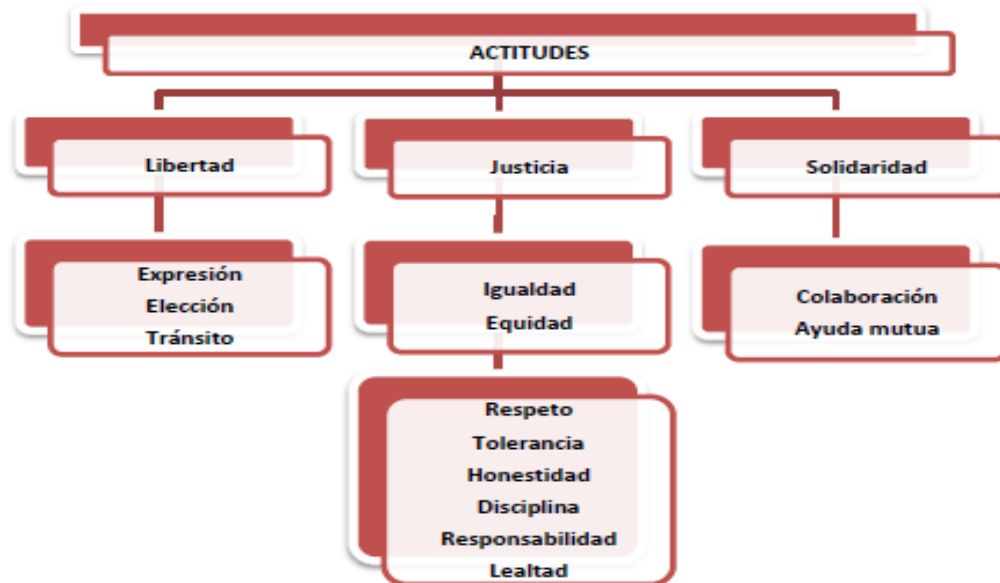 ACTITUDES
Libertad
Justicia
Solidaridad
Expresión
Elección
Tránsito
Igualdad
Equidad
Colaboración
Ayuda mutua
Respeto
Tolerancia
Honestidad
Disciplina
Responsabilidad
Lealtad